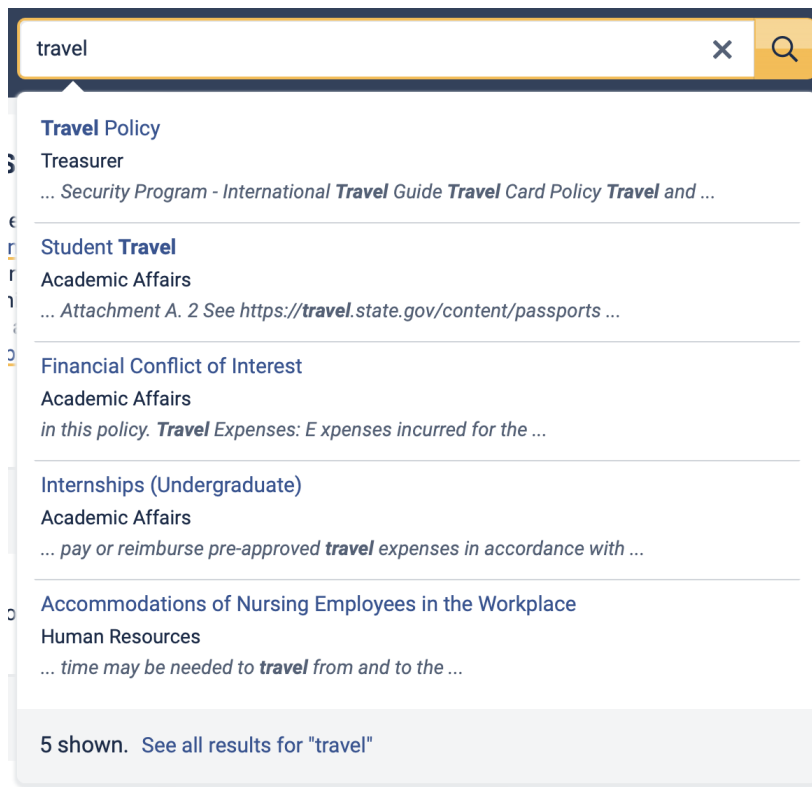 travel
Travel Policy
Treasurer
... Security Program - International Travel Guide Travel Card Policy Travel and ...
Student Travel
Academic Affairs
... Attachment A. 2 See https://travel.state.gov/content/passports ...
Financial Conflict of Interest
Academic Affairs
in this policy. Travel Expenses: E xpenses incurred for the ...
Internships (Undergraduate)
Academic Affairs
... pay or reimburse pre-approved travel expenses in accordance with ...
Accommodations of Nursing Employees in the Workplace
Human Resources
... time may be needed to travel from and to the ...
5 shown. See all results for "travel"